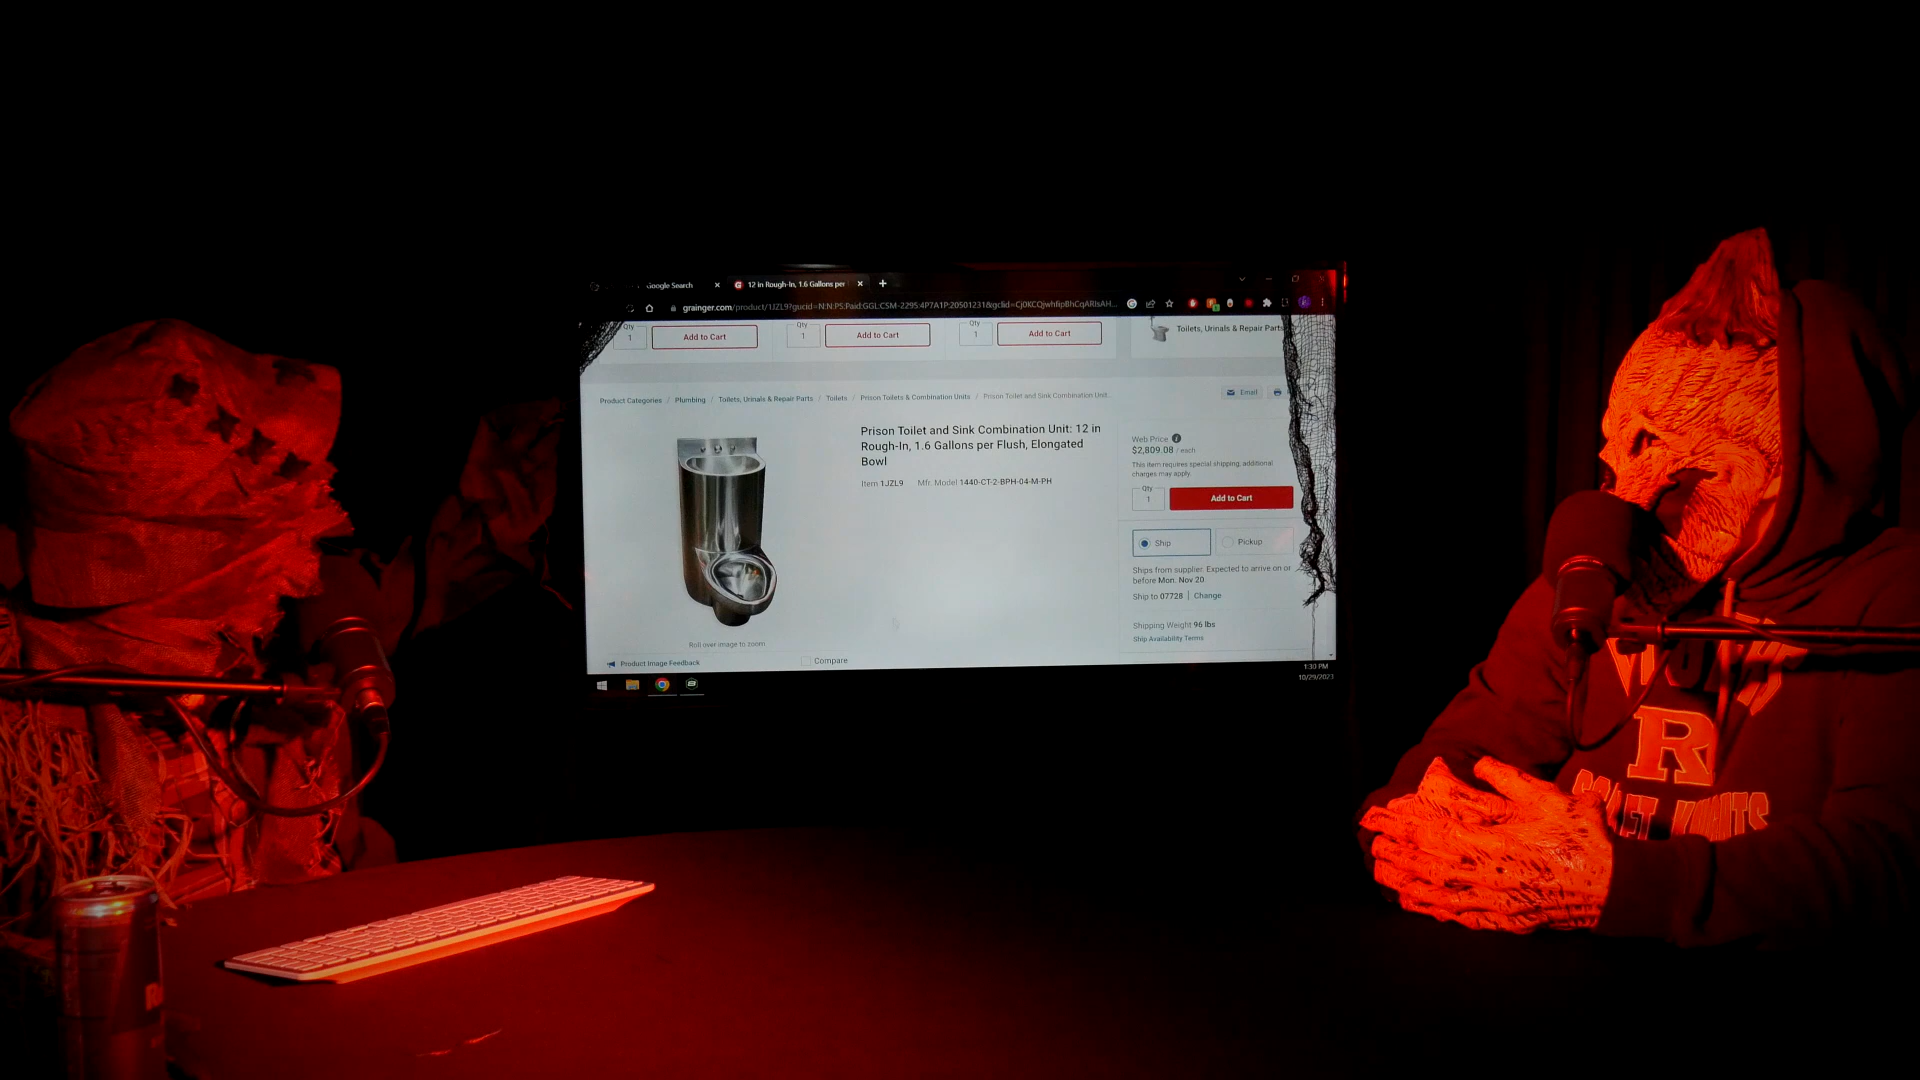 Google Search
12 in Rough-In, 1.6 Gallons per
grainger.com/product/1JZL9?gucid=N:N:PS:Paid:GGL:CSM-2295:4P7A1P:20501231&gclid=
Qty
1
Add to Cart
Qty
1
Add to Cart
Qty
1
Add to Cart
Toilets, Urinals & Repair Parts
Product Categories / Plumbing / Toilets, Urinals & Repair Parts / Toilets / Prison Toilets & Combination Units / Prison Toilet and Sink Combination Unit...
Email
Prison Toilet and Sink Combination Unit: 12 in
Rough-In, 1.6 Gallons per Flush, Elongated
Bowl
Item 1JZL9 Mfr. Model 1440-CT-2-BPH-04-M-PH
Web Price
$2,809.08 / each
This item requires special shipping, additional
charges may apply.
Qty
1
Add to Cart
Ship
Pickup
Ships from supplier. Expected to arrive on or
before Mon. Nov 20
Ship to 07728 | Change
Shipping Weight 96 lbs
Ship Availability Terms
Roll over image to zoom
Product Image Feedback
Compare
1:30 PM
10/29/2023
R